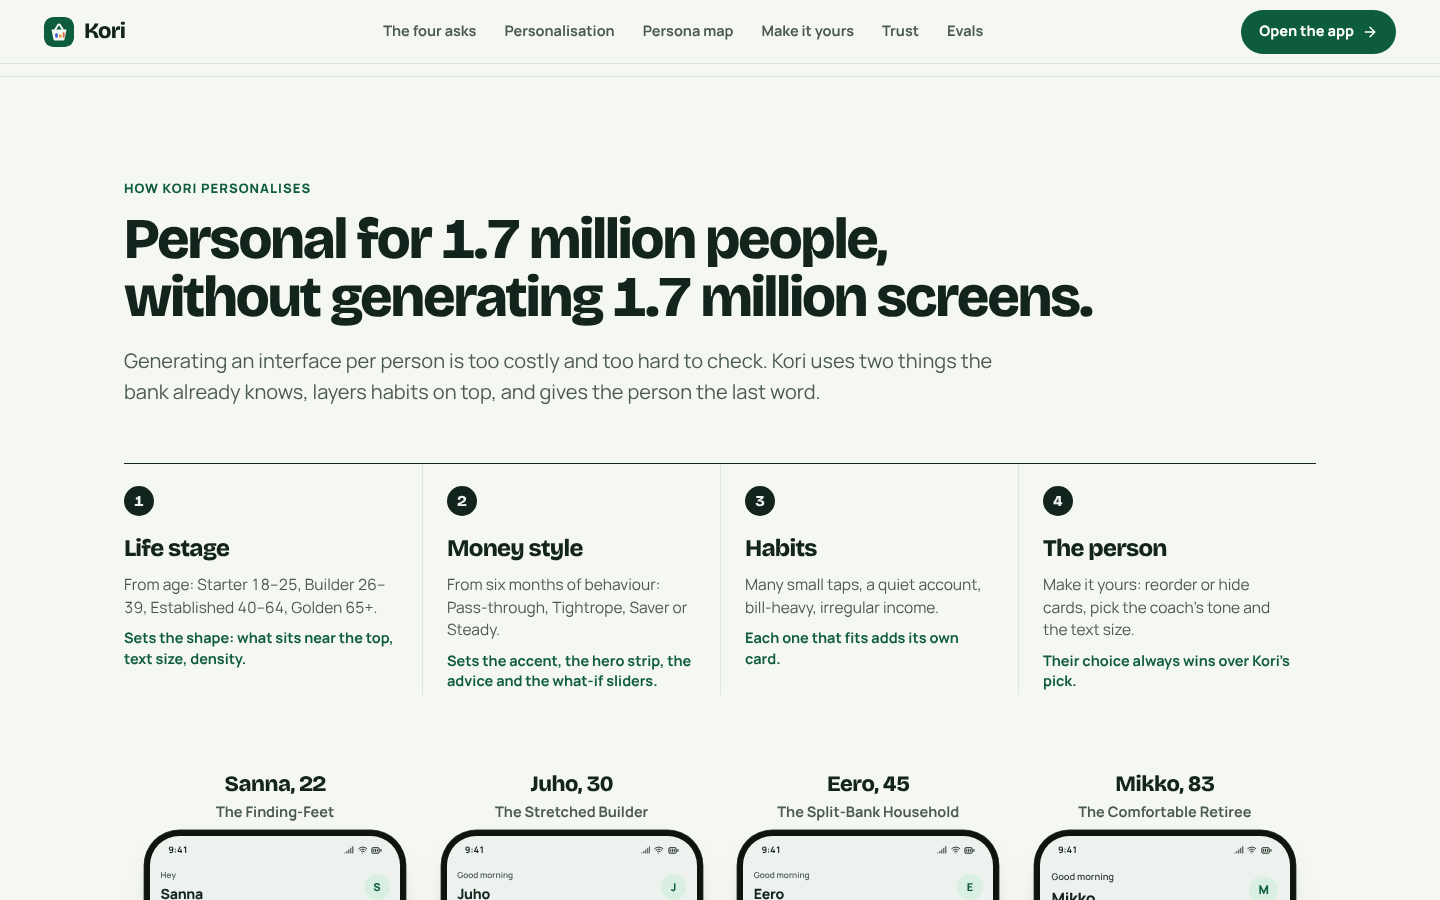 Kori
The four asks
Personalisation
Persona map
Make it yours
Trust
Evals
Open the app
HOW KORI PERSONALISES
Personal for 1.7 million people,
without generating 1.7 million screens.
Generating an interface per person is too costly and too hard to check. Kori uses two things the
bank already knows, layers habits on top, and gives the person the last word.
1
Life stage
From age: Starter 18–25, Builder 26–
39, Established 40–64, Golden 65+.
Sets the shape: what sits near the top,
text size, density.
2
Money style
From six months of behaviour:
Pass-through, Tightrope, Saver or
Steady.
Sets the accent, the hero strip, the
advice and the what-if sliders.
3
Habits
Many small taps, a quiet account,
bill-heavy, irregular income.
Each one that fits adds its own
card.
4
The person
Make it yours: reorder or hide
cards, pick the coach's tone and
the text size.
Their choice always wins over Kori's
pick.
Sanna, 22
The Finding-Feet
9:41
Hey
Sanna
S
Juho, 30
The Stretched Builder
9:41
Good morning
Juho
J
Eero, 45
The Split-Bank Household
9:41
Good morning
Eero
E
Mikko, 83
The Comfortable Retiree
9:41
Good morning
Mikko
M